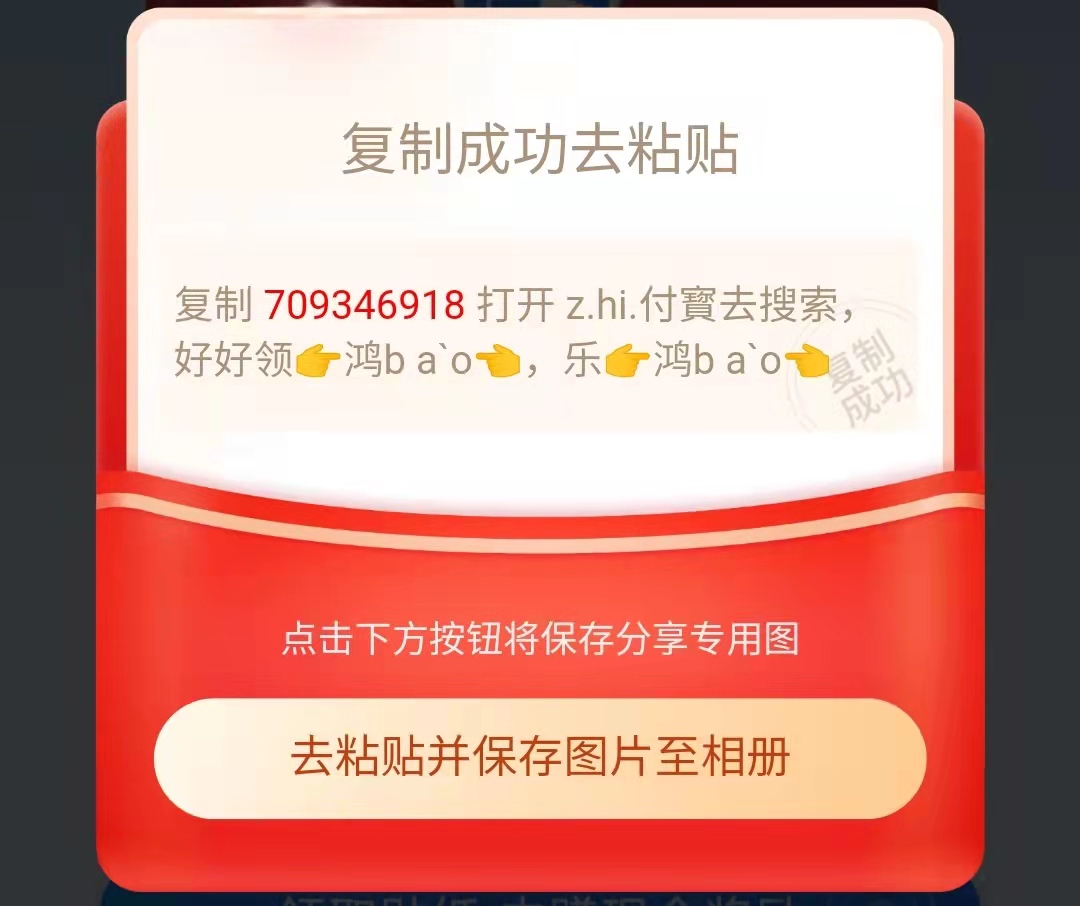 复制成功去粘贴
复制 709346918 打开 z.hi.付寳去搜索，
好好领👉鸿b a`o👈，乐👉鸿b a`o👈
复制
成功
点击下方按钮将保存分享专用图
去粘贴并保存图片至相册